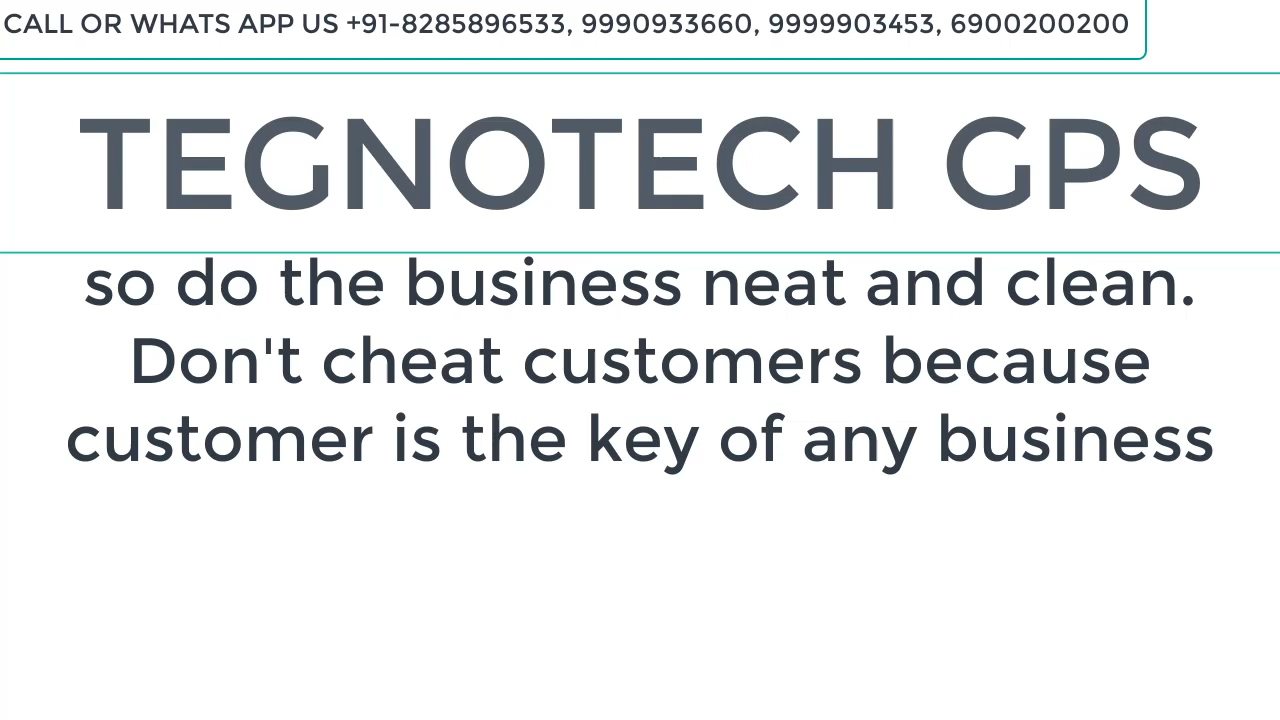 CALL OR WHATS APP US +91-8285896533, 9990933660, 9999903453, 6900200200
TEGNOTECH GPS
so do the business neat and clean.
Don't cheat customers because
customer is the key of any business